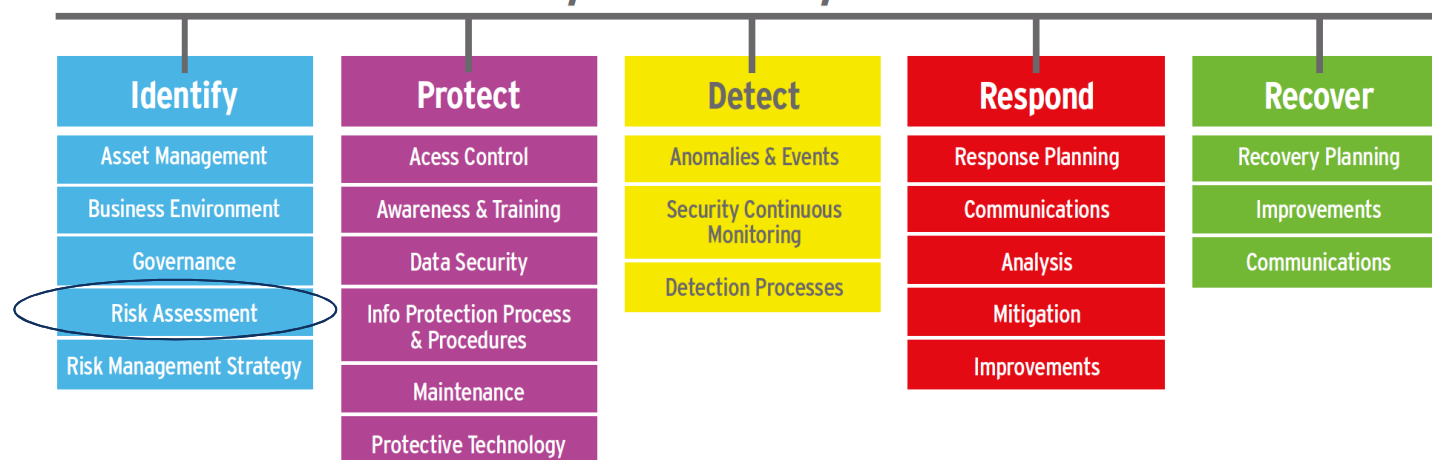 Identify
Asset Management
Business Environment
Governance
Risk Assessment
Risk Management Strategy
Protect
Acess Control
Awareness & Training
Data Security
Info Protection Process
& Procedures
Maintenance
Protective Technology
Detect
Anomalies & Events
Security Continuous
Monitoring
Detection Processes
Respond
Response Planning
Communications
Analysis
Mitigation
Improvements
Recover
Recovery Planning
Improvements
Communications